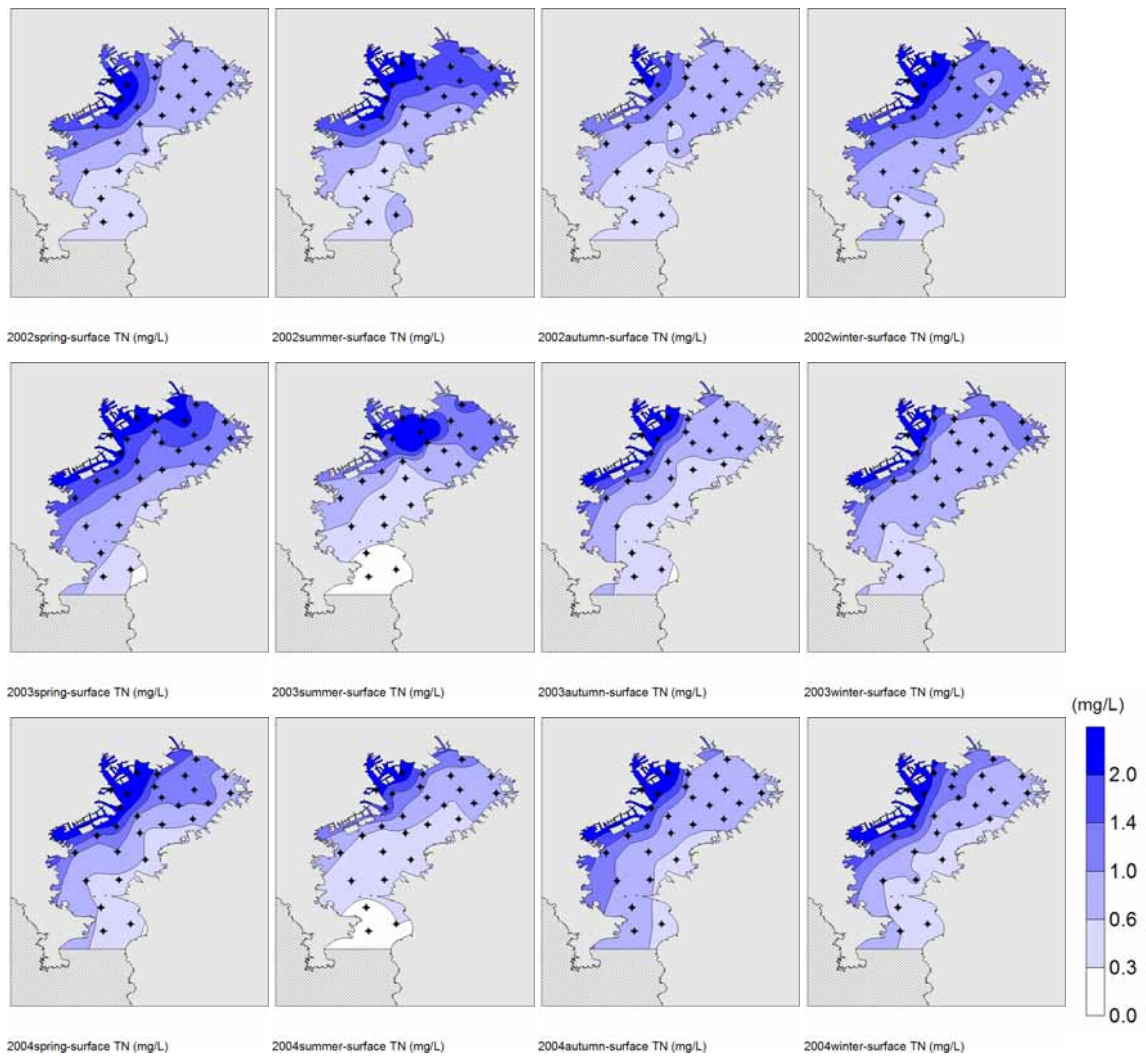 2002spring-surface TN (mg/L)
2002summer-surface TN (mg/L)
2002autumn-surface TN (mg/L)
2002winter-surface TN (mg/L)
2003spring-surface TN (mg/L)
2003summer-surface TN (mg/L)
2003autumn-surface TN (mg/L)
2003winter-surface TN (mg/L)
(mg/L)
2.0
1.4
1.0
0.6
0.3
0.0
2004spring-surface TN (mg/L)
2004summer-surface TN (mg/L)
2004autumn-surface TN (mg/L)
2004winter-surface TN (mg/L)